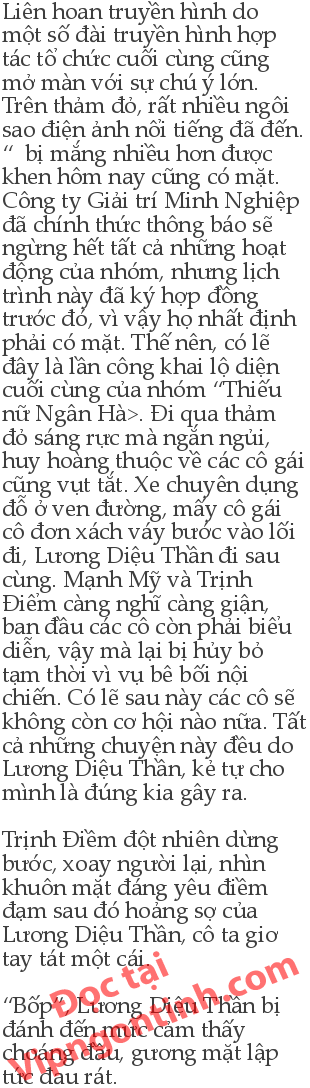 Liên hoan truyền hình do
một số đài truyền hình hợp
tác tổ chức cuối cùng cũng
mở màn với sự chú ý lớn.
Trên thảm đỏ, rất nhiều ngôi
sao điện ảnh nổi tiếng đã đến.
“ bị mắng nhiều hơn được
khen hôm nay cũng có mặt.
Công ty Giải trí Minh Nghiệp
đã chính thức thông báo sẽ
ngừng hết tất cả những hoạt
động của nhóm, nhưng lịch
trình này đã ký hợp đồng
trước đó, vì vậy họ nhất định
phải có mặt. Thế nên, có lẽ
đây là lần công khai lộ diện
cuối cùng của nhóm “Thiếu
nữ Ngân Hà>. Đi qua thảm
đỏ sáng rực mà ngắn ngủi,
huy hoàng thuộc về các cô gái
cũng vụt tắt. Xe chuyên dụng
đỗ ở ven đường, mấy cô gái
cô đơn xách váy bước vào lối
đi, Lương Diệu Thần đi sau
cùng. Mạnh Mỹ và Trịnh
Điểm càng nghĩ càng giận,
ban đầu các cô còn phải biểu
diễn, vậy mà lại bị hủy bỏ
tạm thời vì vụ bê bối nội
chiến. Có lẽ sau này các cô sẽ
không còn cơ hội nào nữa. Tất
cả những chuyện này đều do
Lương Diệu Thần, kẻ tự cho
mình là đúng kia gây ra.
Trịnh Điềm đột nhiên dừng
bước, xoay người lại, nhìn
khuôn mặt đáng yêu điềm
đạm sau đó hoảng sợ của
Lương Diệu Thần, cô ta giơ
tay tát một cái.
“Bốp”, Lương Diệu Thần bị
đánh đến mức cảm thấy
choáng đầu, gương mặt lập
tức đau rát.
Đọc tại
Vipngontinh.com